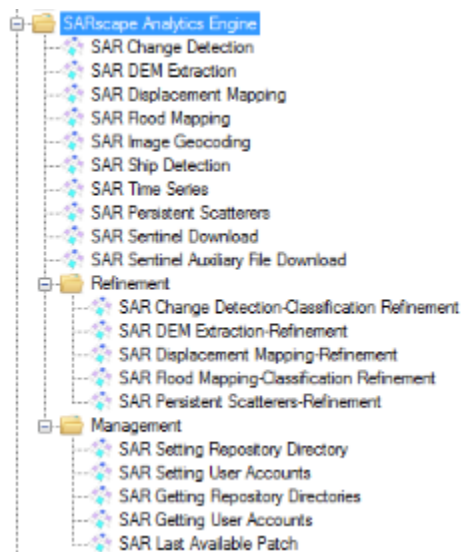 SARscape Analytics Engine
SAR Change Detection
SAR DEM Extraction
SAR Displacement Mapping
SAR Flood Mapping
SAR Image Geocoding
SAR Ship Detection
SAR Time Series
SAR Persistent Scatterers
SAR Sentinel Download
SAR Sentinel Auxiliary File Download
Refinement
SAR Change Detection-Classification Refinement
SAR DEM Extraction-Refinement
SAR Displacement Mapping-Refinement
SAR Flood Mapping-Classification Refinement
SAR Persistent Scatterers-Refinement
Management
SAR Setting Repository Directory
SAR Setting User Accounts
SAR Getting Repository Directories
SAR Getting User Accounts
SAR Last Available Patch